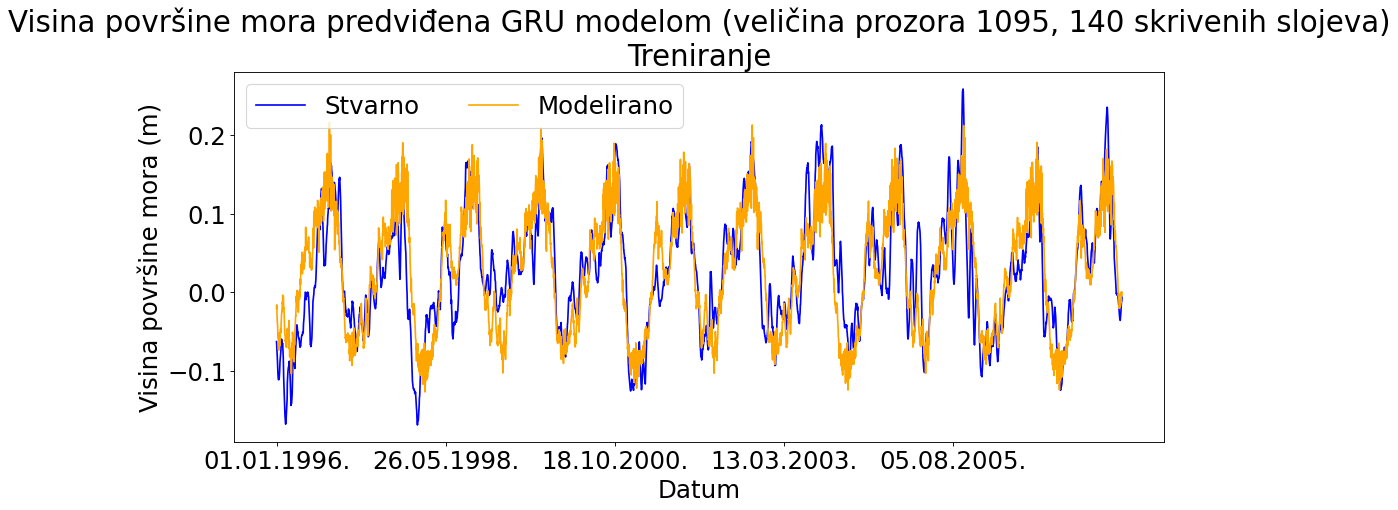 Visina površine mora predviđena GRU modelom (veličina prozora 1095, 140 skrivenih slojeva)
Treniranje
Stvarno
Modelirano
Visina površine mora (m)
0.2
0.1
0.0
−0.1
01.01.1996.
26.05.1998.
18.10.2000.
13.03.2003.
05.08.2005.
Datum